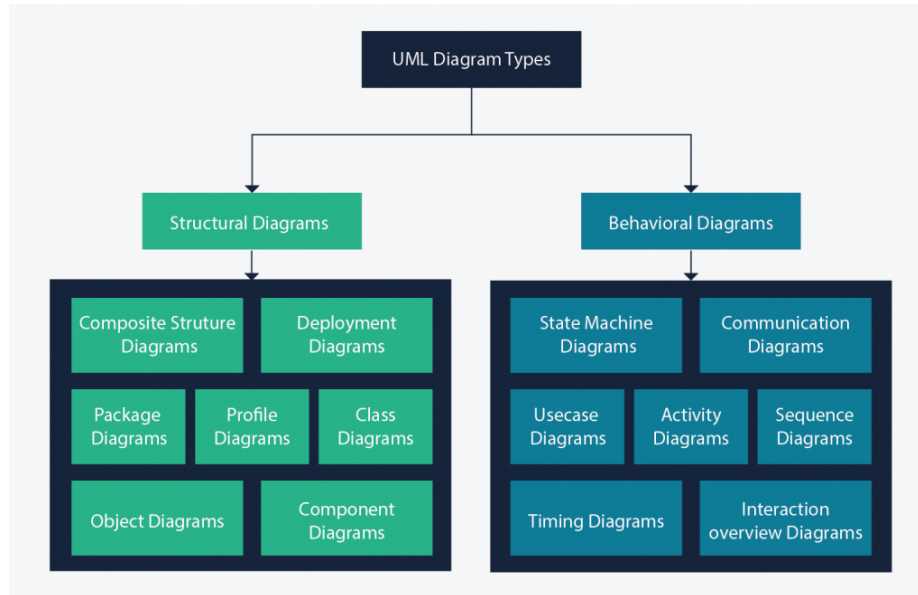 UML Diagram Types
Structural Diagrams
Behavioral Diagrams
Composite Struture
Diagrams
Deployment
Diagrams
Package
Diagrams
Profile
Diagrams
Class
Diagrams
Object Diagrams
Component
Diagrams
State Machine
Diagrams
Communication
Diagrams
Usecase
Diagrams
Activity
Diagrams
Sequence
Diagrams
Timing Diagrams
Interaction
overview Diagrams